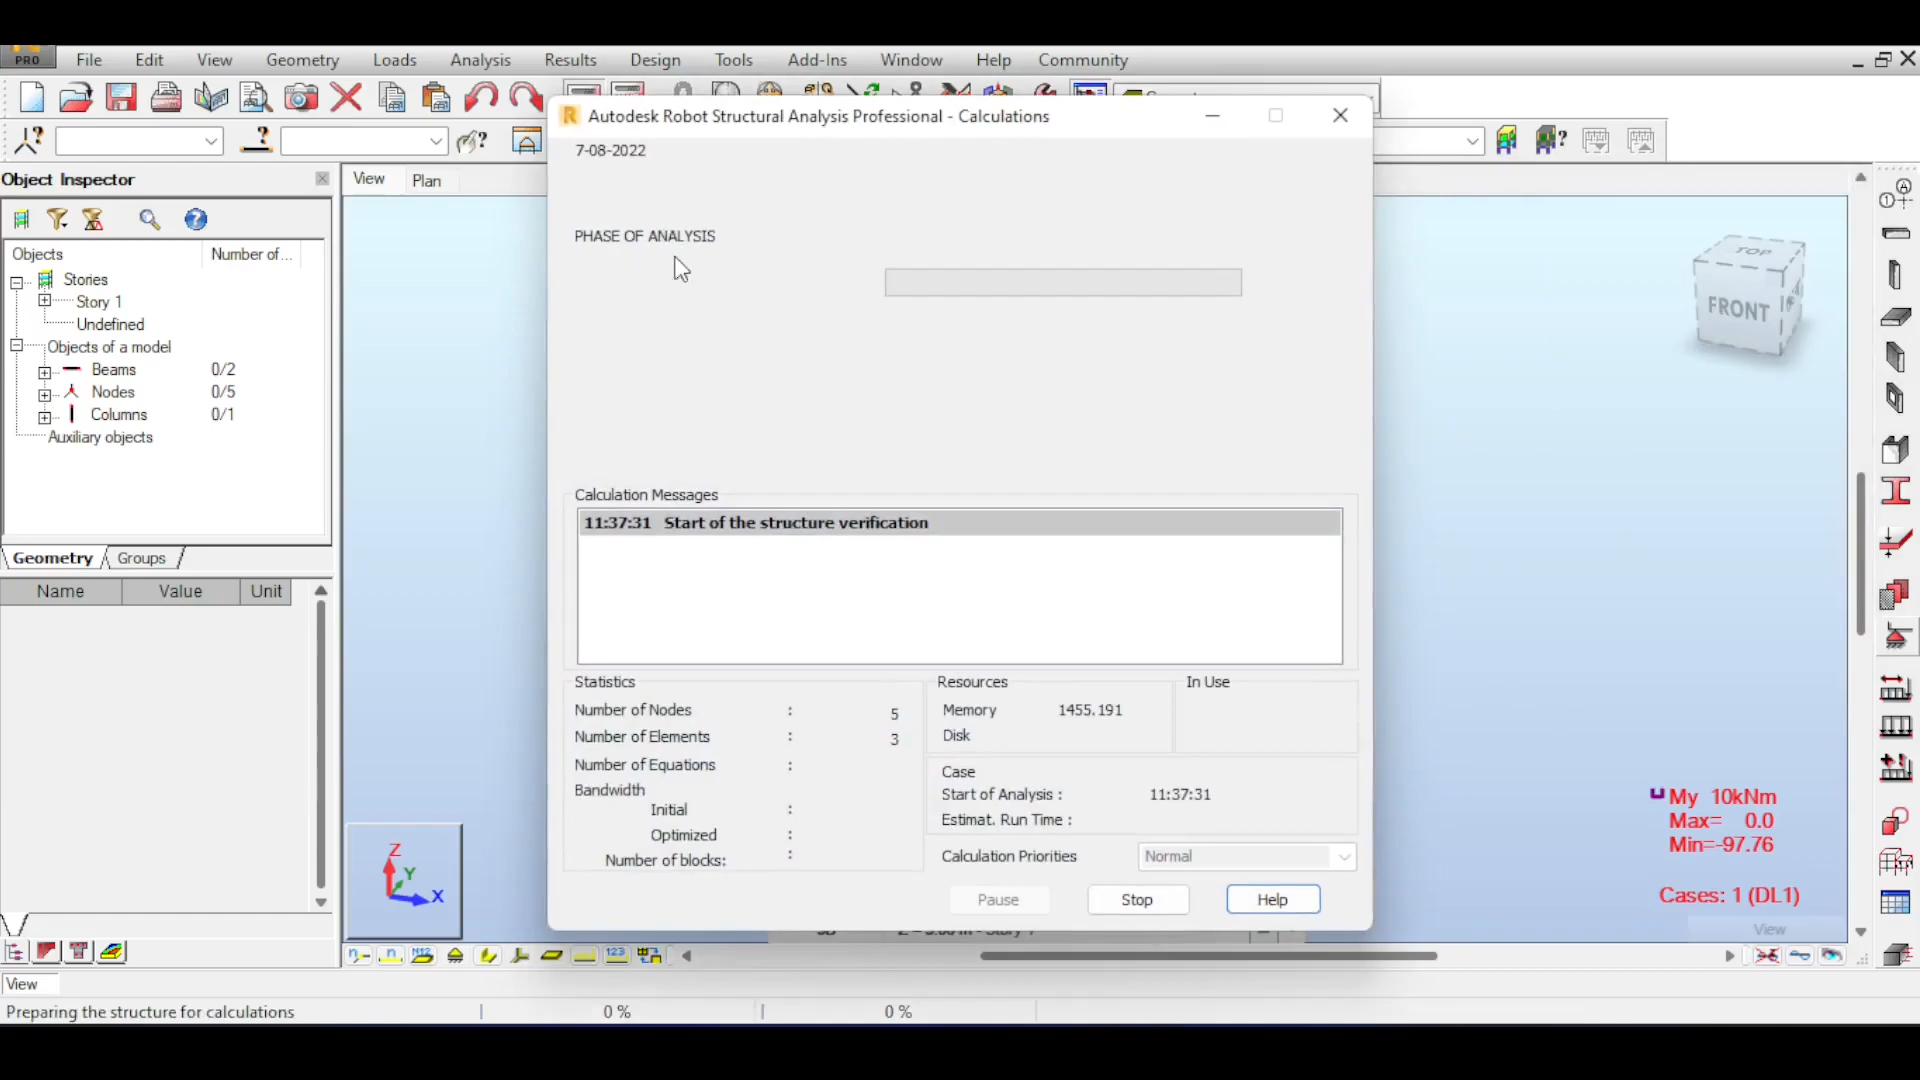 PRO
File Edit View Geometry Loads Analysis Results Design Tools Add-Ins Window Help Community
Autodesk Robot Structural Analysis Professional - Calculations
7-08-2022
Object Inspector
View Plan
PHASE OF ANALYSIS
Objects Number of...
Stories
Story 1
Undefined
Objects of a model
Beams 0/2
Nodes 0/5
Columns 0/1
Auxiliary objects
TOP
FRONT
Calculation Messages
11:37:31 Start of the structure verification
Geometry Groups
Name Value Unit
Statistics
Number of Nodes : 5
Number of Elements : 3
Number of Equations :
Bandwidth
Initial :
Optimized :
Number of blocks: :
Resources
Memory 1455.191
Disk
In Use
Case
Start of Analysis : 11:37:31
Estimat. Run Time :
Calculation Priorities Normal
Pause Stop Help
My 10kNm
Max= 0.0
Min=-97.76
Cases: 1 (DL1)
View
Z
Y
X
View
Preparing the structure for calculations 0 % 0 %